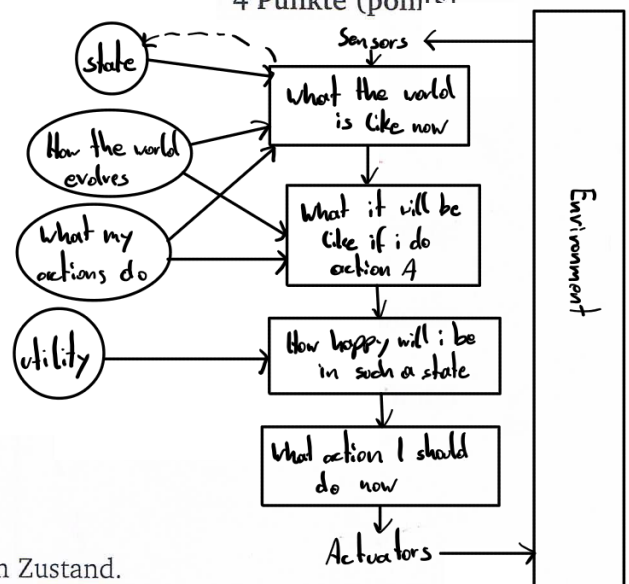 4 Punkte
Sensors
state
What the world
is like now
How the world
evolves
What it will be
like if i do
action A
What my
actions do
How happy will i be
in such a state
utility
What action I should
do now
Actuators
Environment
Zustand.